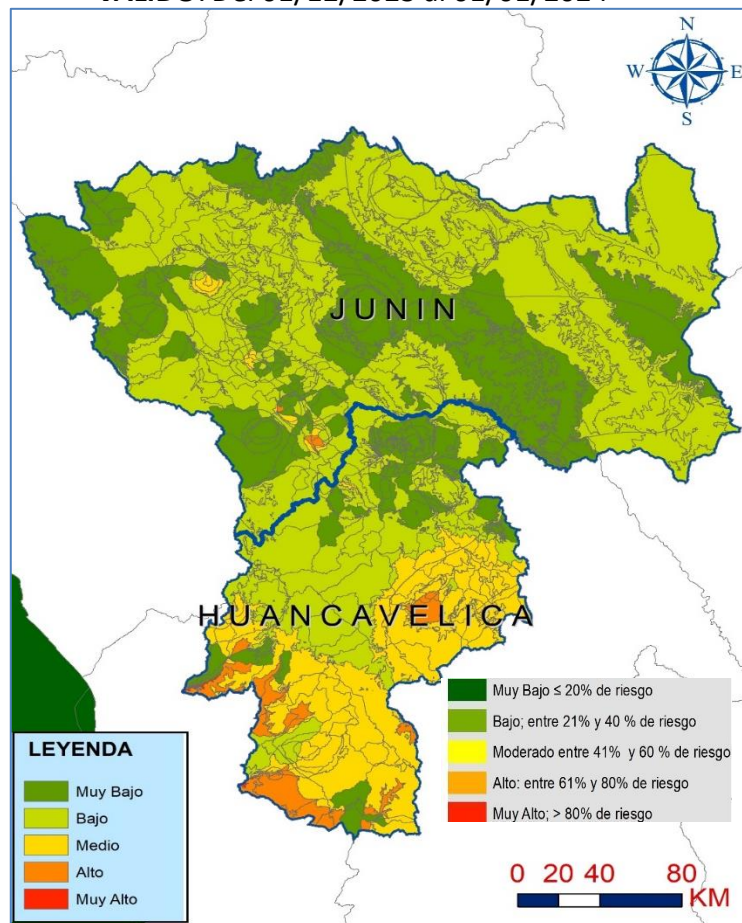 N
W E
S
JUNIN
HUANCAVELICA
Muy Bajo ≤ 20% de riesgo
Bajo; entre 21% y 40 % de riesgo
Moderado entre 41% y 60 % de riesgo
Alto: entre 61% y 80% de riesgo
Muy Alto; > 80% de riesgo
LEYENDA
Muy Bajo
Bajo
Medio
Alto
Muy Alto
0 20 40 80
KM